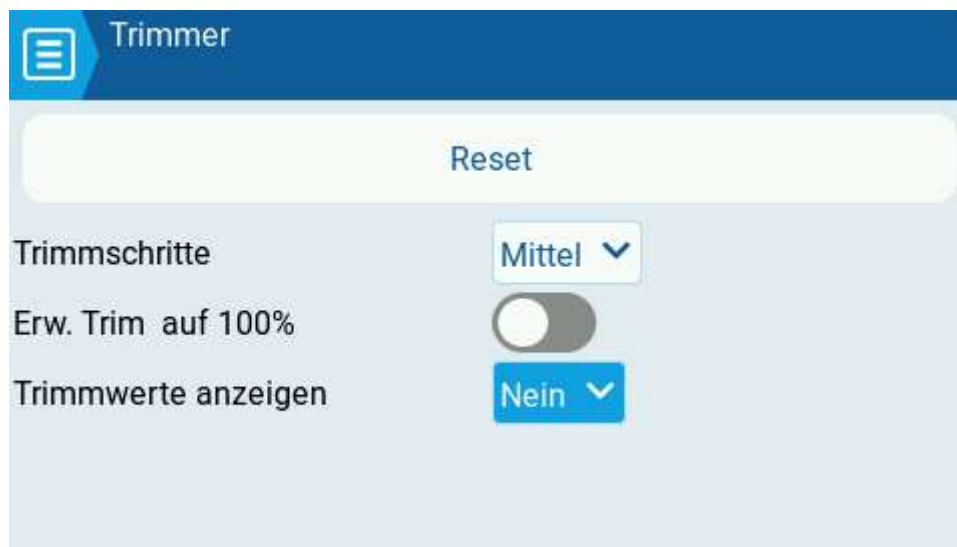 Trimmer
Reset
Trimmschritte Mittel
Erw. Trim auf 100%
Trimmwerte anzeigen Nein